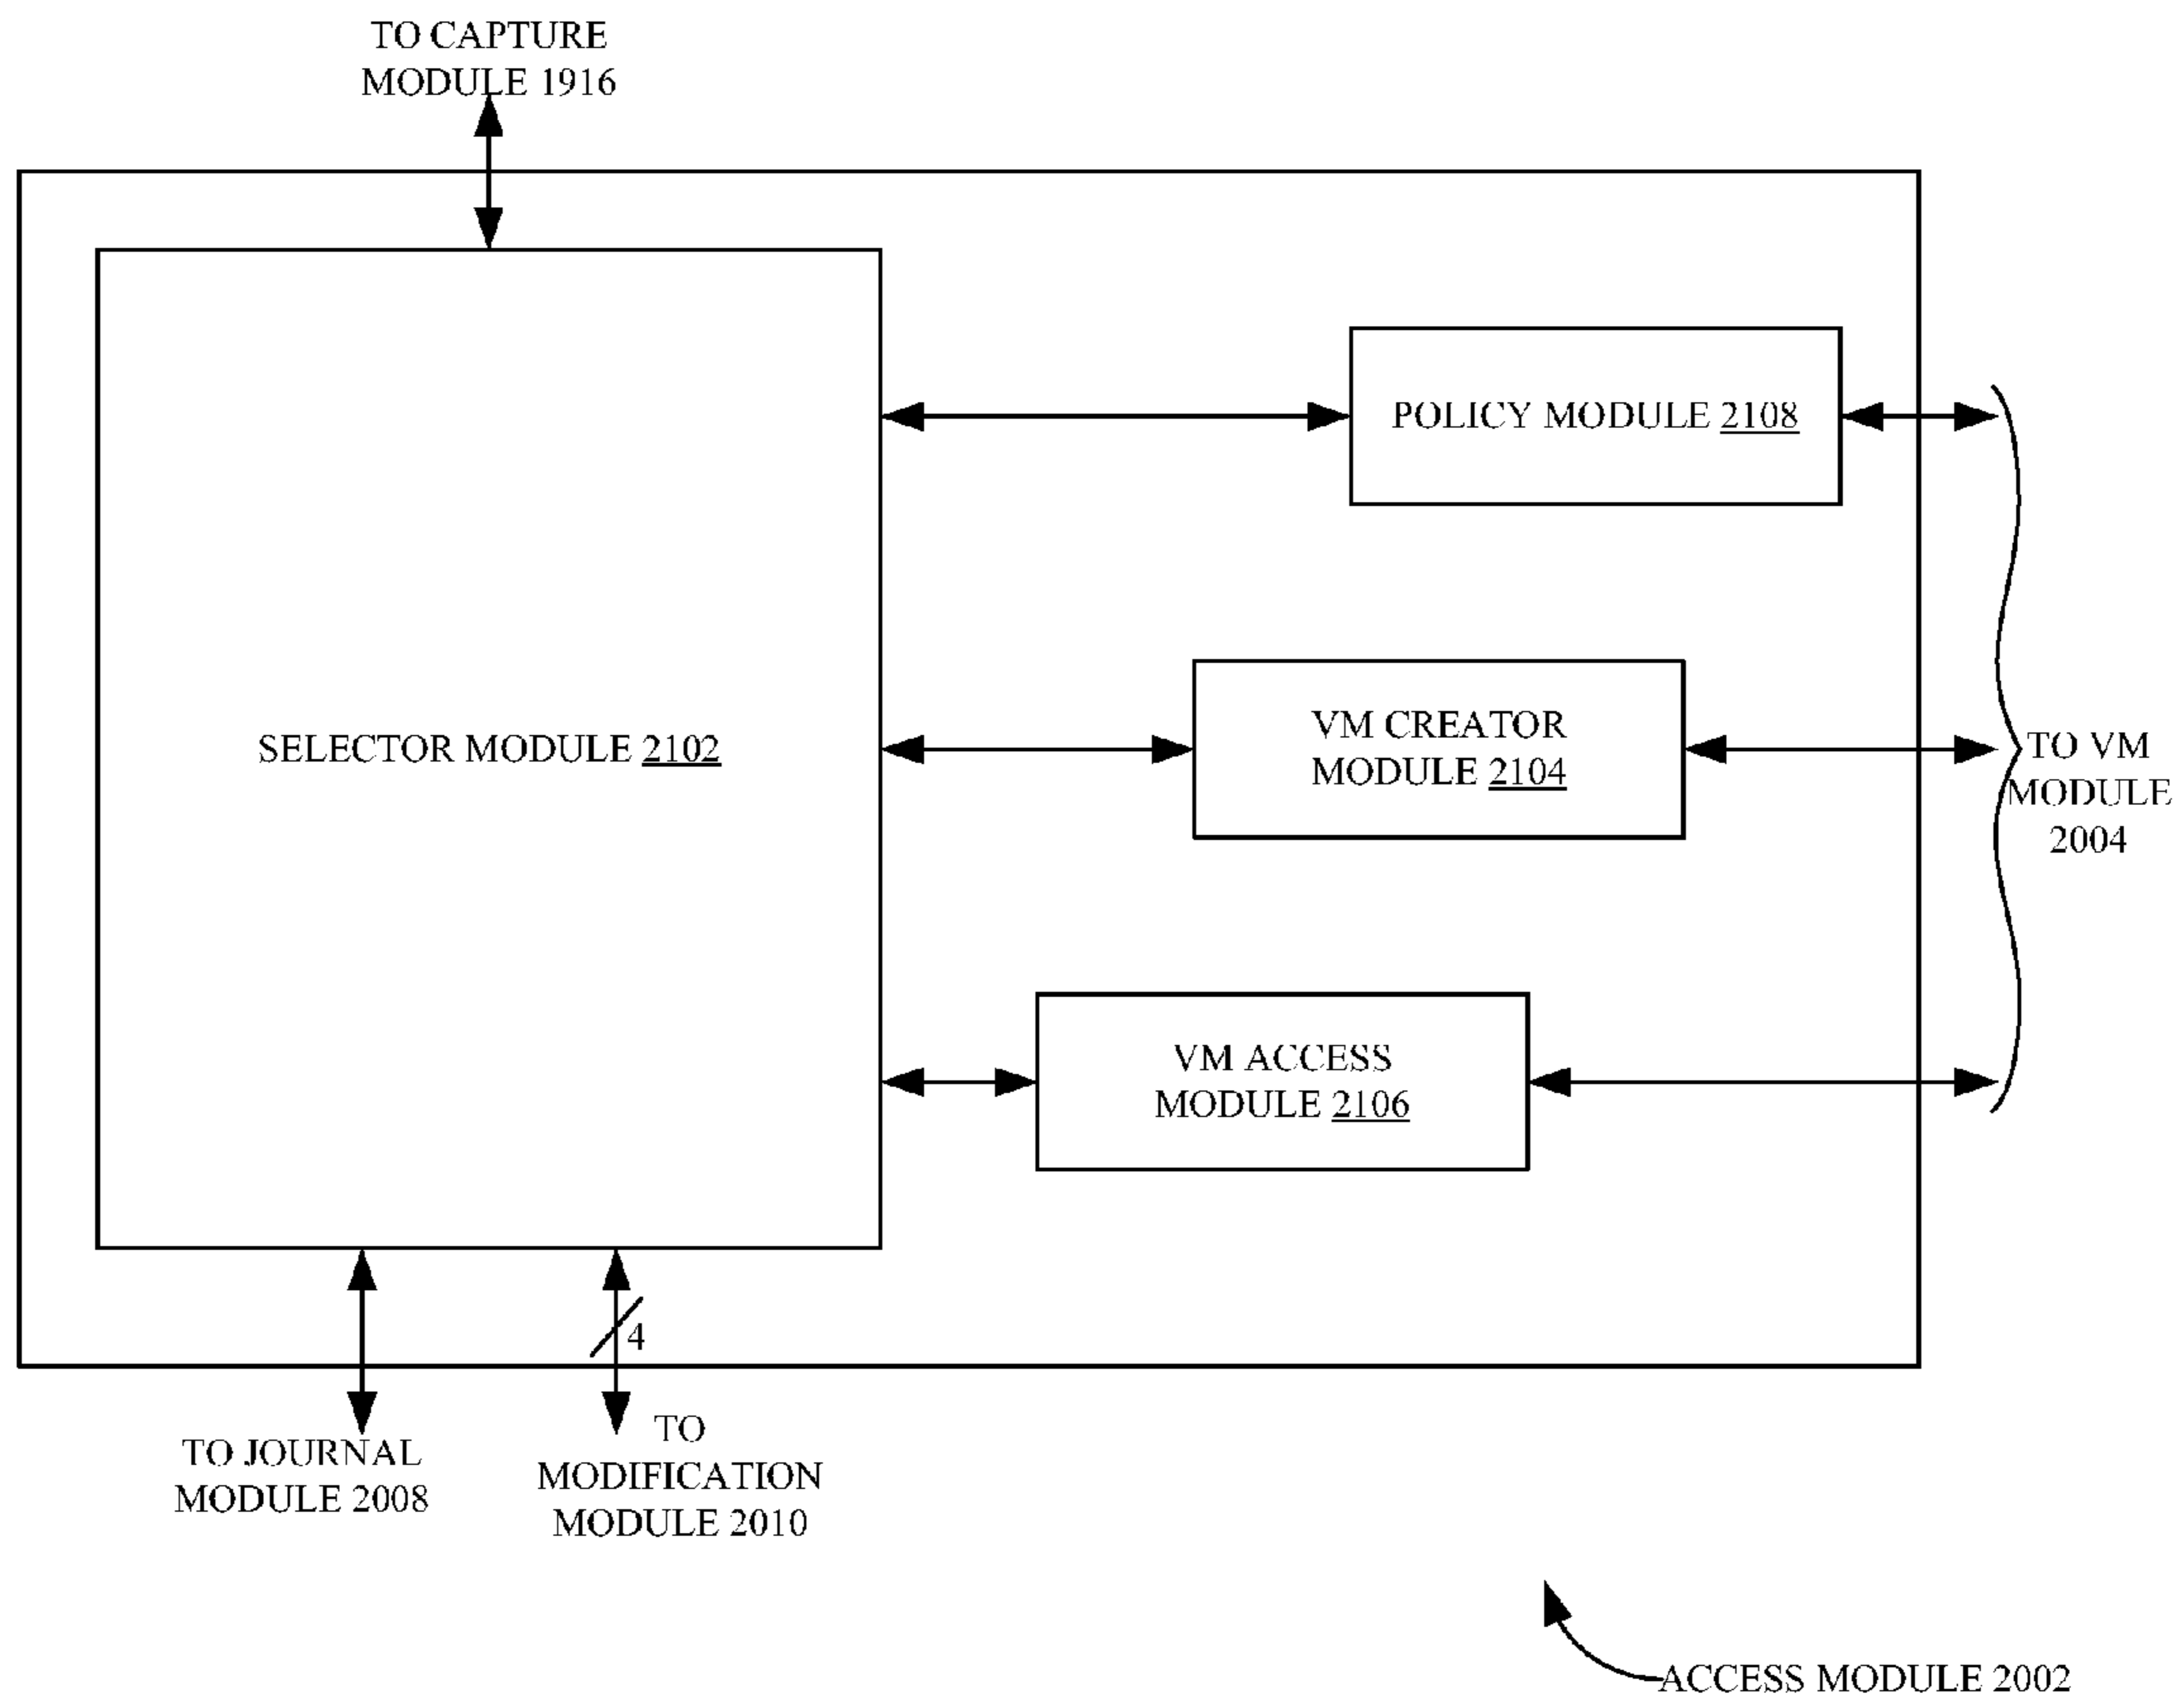 TO CAPTURE
MODULE 1916
POLICY MODULE 2108
SELECTOR MODULE 2102
VM CREATOR
MODULE 2104
TO VM
MODULE
2004
VM ACCESS
MODULE 2106
4
TO JOURNAL
MODULE 2008
TO
MODIFICATION
MODULE 2010
ACCESS MODULE 2002